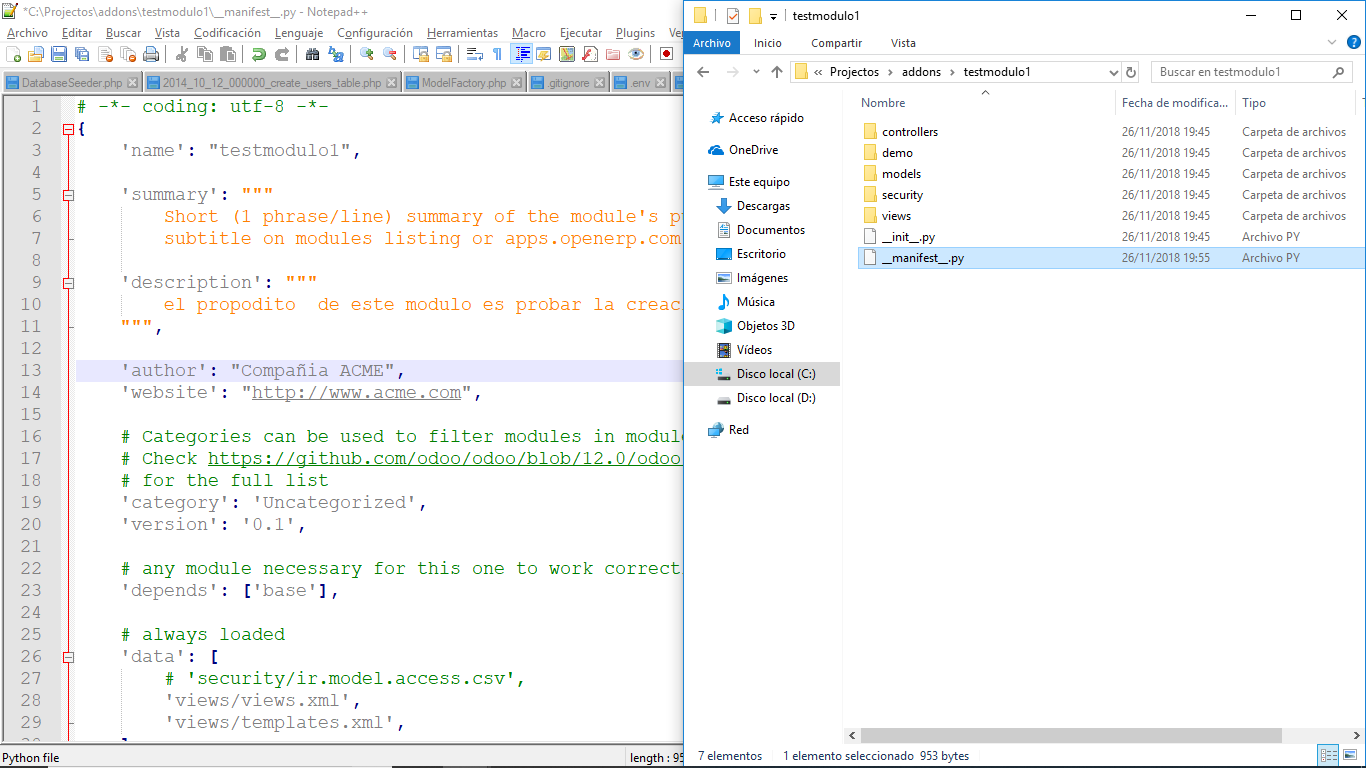 *C:\Projectos\addons\testmodulo1\__manifest__.py - Notepad++
Archivo Editar Buscar Vista Codificación Lenguaje Configuración Herramientas Macro Ejecutar Plugins
DatabaseSeeder.php 2014_10_12_000000_create_users_table.php ModelFactory.php .gitignore .env
1 # -*- coding: utf-8 -*-
2 {
3 'name': "testmodulo1",
4
5 'summary': """
6 Short (1 phrase/line) summary of the module's
7 subtitle on modules listing or apps.openerp.com
8
9 'description': """
10 el propodito  de este modulo es probar la
11 """,
12
13 'author': "Compañia ACME",
14 'website': "http://www.acme.com",
15
16 # Categories can be used to filter modules in
17 # Check https://github.com/odoo/odoo/blob/12.0/odoo
18 # for the full list
19 'category': 'Uncategorized',
20 'version': '0.1',
21
22 # any module necessary for this one to work
23 'depends': ['base'],
24
25 # always loaded
26 'data': [
27 # 'security/ir.model.access.csv',
28 'views/views.xml',
29 'views/templates.xml',
Python file length : 95
testmodulo1
Archivo Inicio Compartir Vista
« Projectos > addons > testmodulo1
Buscar en testmodulo1
Acceso rápido
OneDrive
Este equipo
Descargas
Documentos
Escritorio
Imágenes
Música
Objetos 3D
Vídeos
Disco local (C:)
Disco local (D:)
Red
Nombre Fecha de modifica... Tipo
controllers 26/11/2018 19:45 Carpeta de archivos
demo 26/11/2018 19:45 Carpeta de archivos
models 26/11/2018 19:45 Carpeta de archivos
security 26/11/2018 19:45 Carpeta de archivos
views 26/11/2018 19:45 Carpeta de archivos
__init__.py 26/11/2018 19:45 Archivo PY
__manifest__.py 26/11/2018 19:55 Archivo PY
7 elementos 1 elemento seleccionado 953 bytes